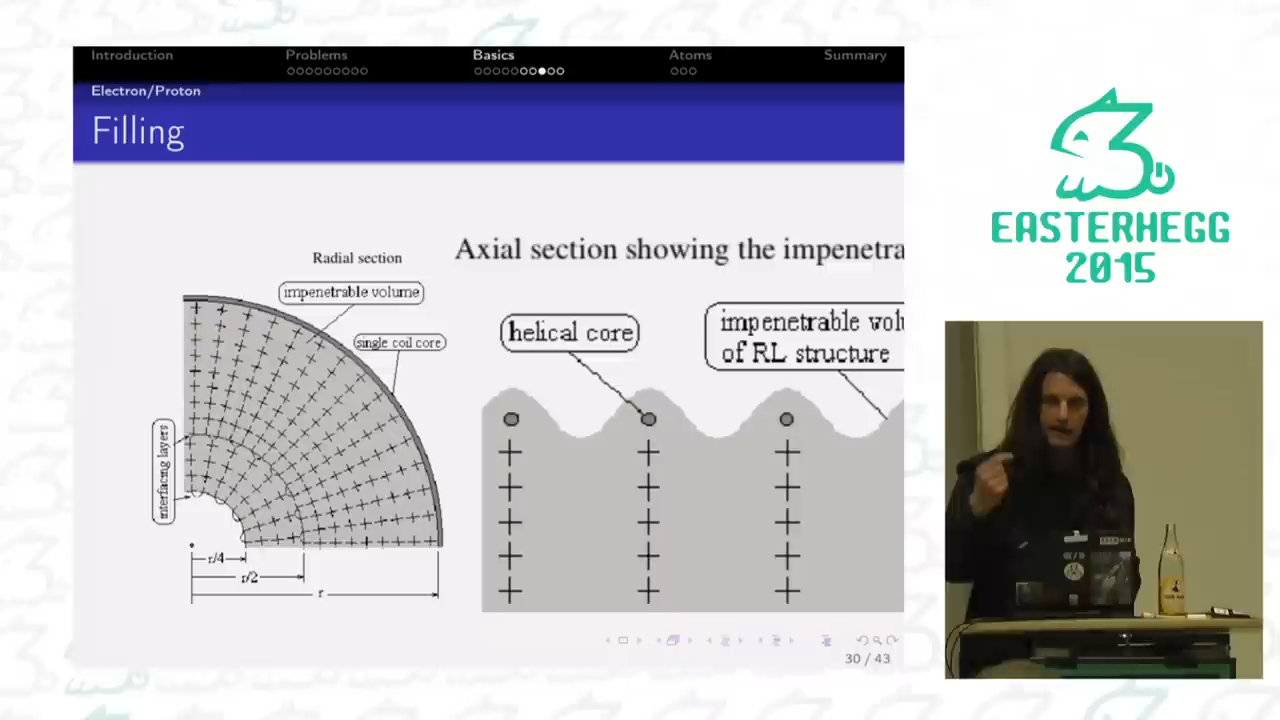 Introduction
Problems
Basics
Atoms
Summary
Electron/Proton
Filling
Radial section
impenetrable volume
single coil core
interfacing layers
r/4
r/2
r
Axial section showing the impenetra
helical core
impenetrable volu
of RL structure
30 / 43
EASTERHEGG
2015